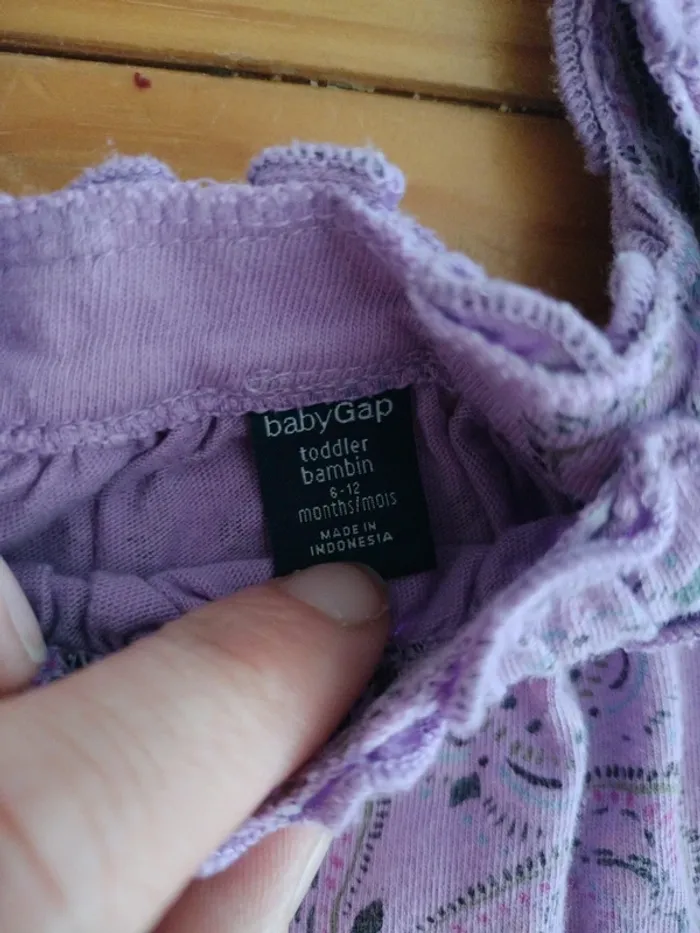 babyGap
toddler
bambin
6-12
months/mois
MADE IN
INDONESIA